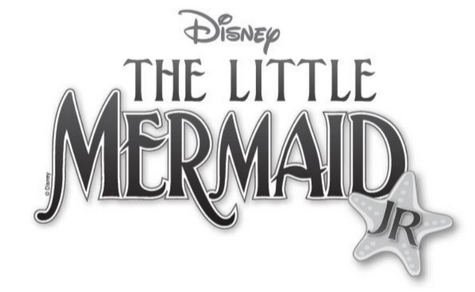 Disney
THE LITTLE
MERMAID
JR
© Disney